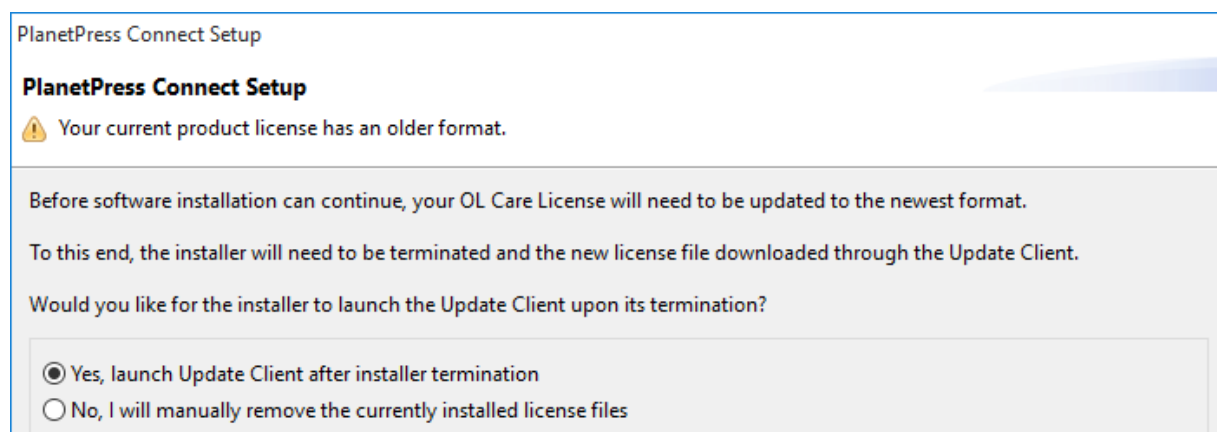 PlanetPress Connect Setup
PlanetPress Connect Setup
Your current product license has an older format.
Before software installation can continue, your OL Care License will need to be updated to the newest format.
To this end, the installer will need to be terminated and the new license file downloaded through the Update Client.
Would you like for the installer to launch the Update Client upon its termination?
Yes, launch Update Client after installer termination
No, I will manually remove the currently installed license files